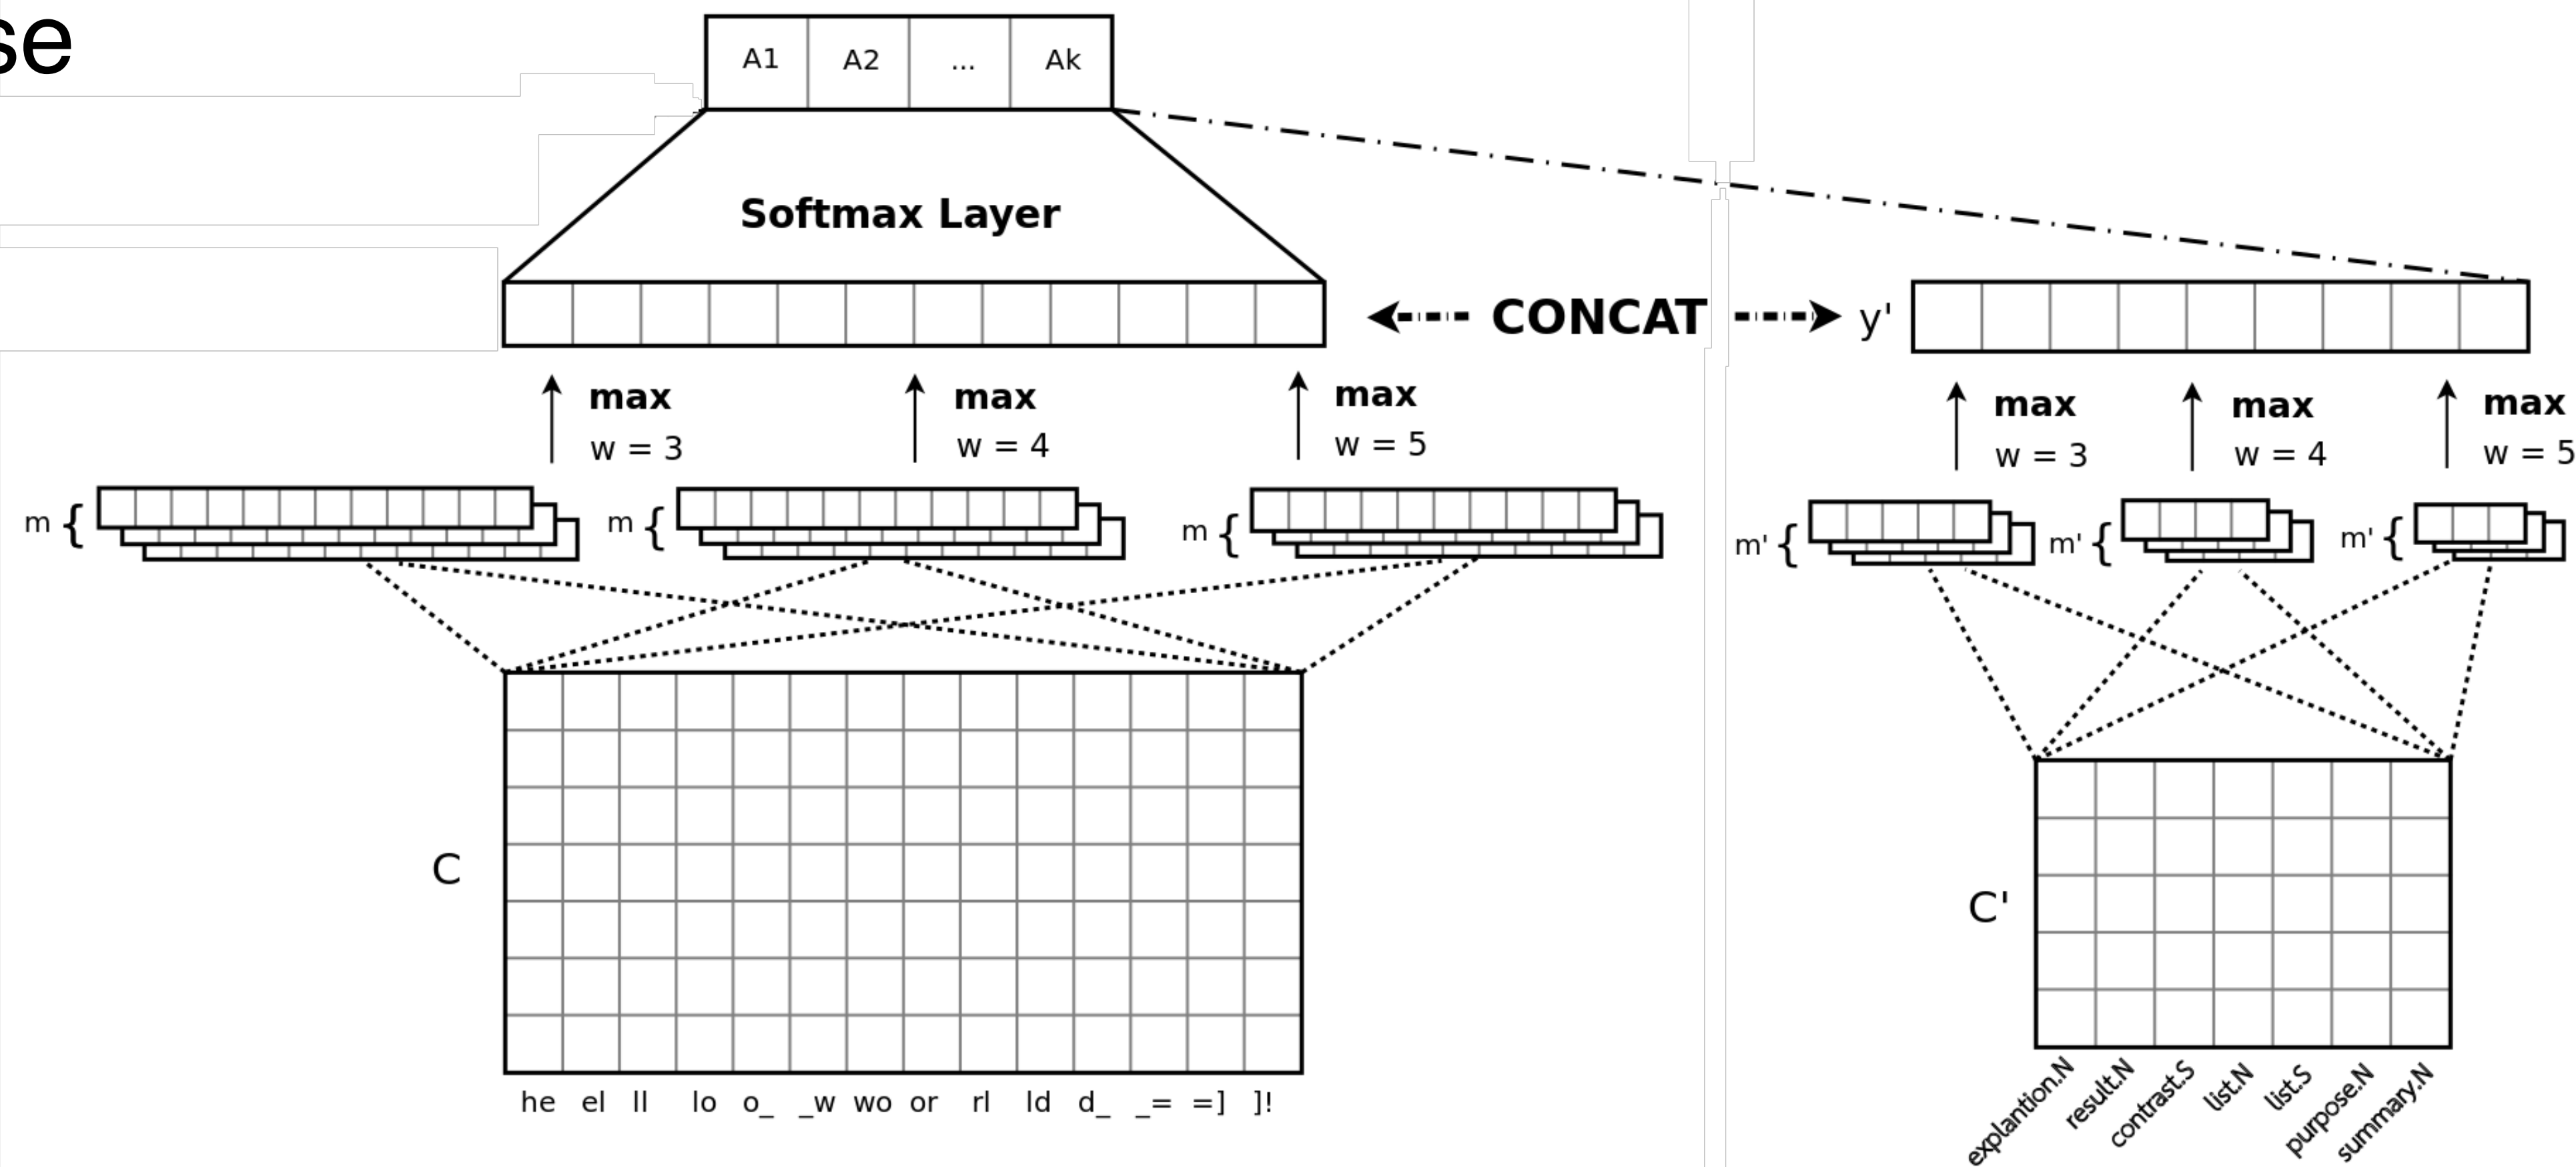 se
A1 A2 ... Ak
Softmax Layer
CONCAT y'
max max max
w = 3 w = 4 w = 5
max max max
w = 3 w = 4 w = 5
m { m { m {
m' { m' { m' {
C
C'
he el ll lo o_ _w wo or rl ld d_ _= =] ]!
explantion.N result.N contrast.S list.N list.S purpose.N summary.N